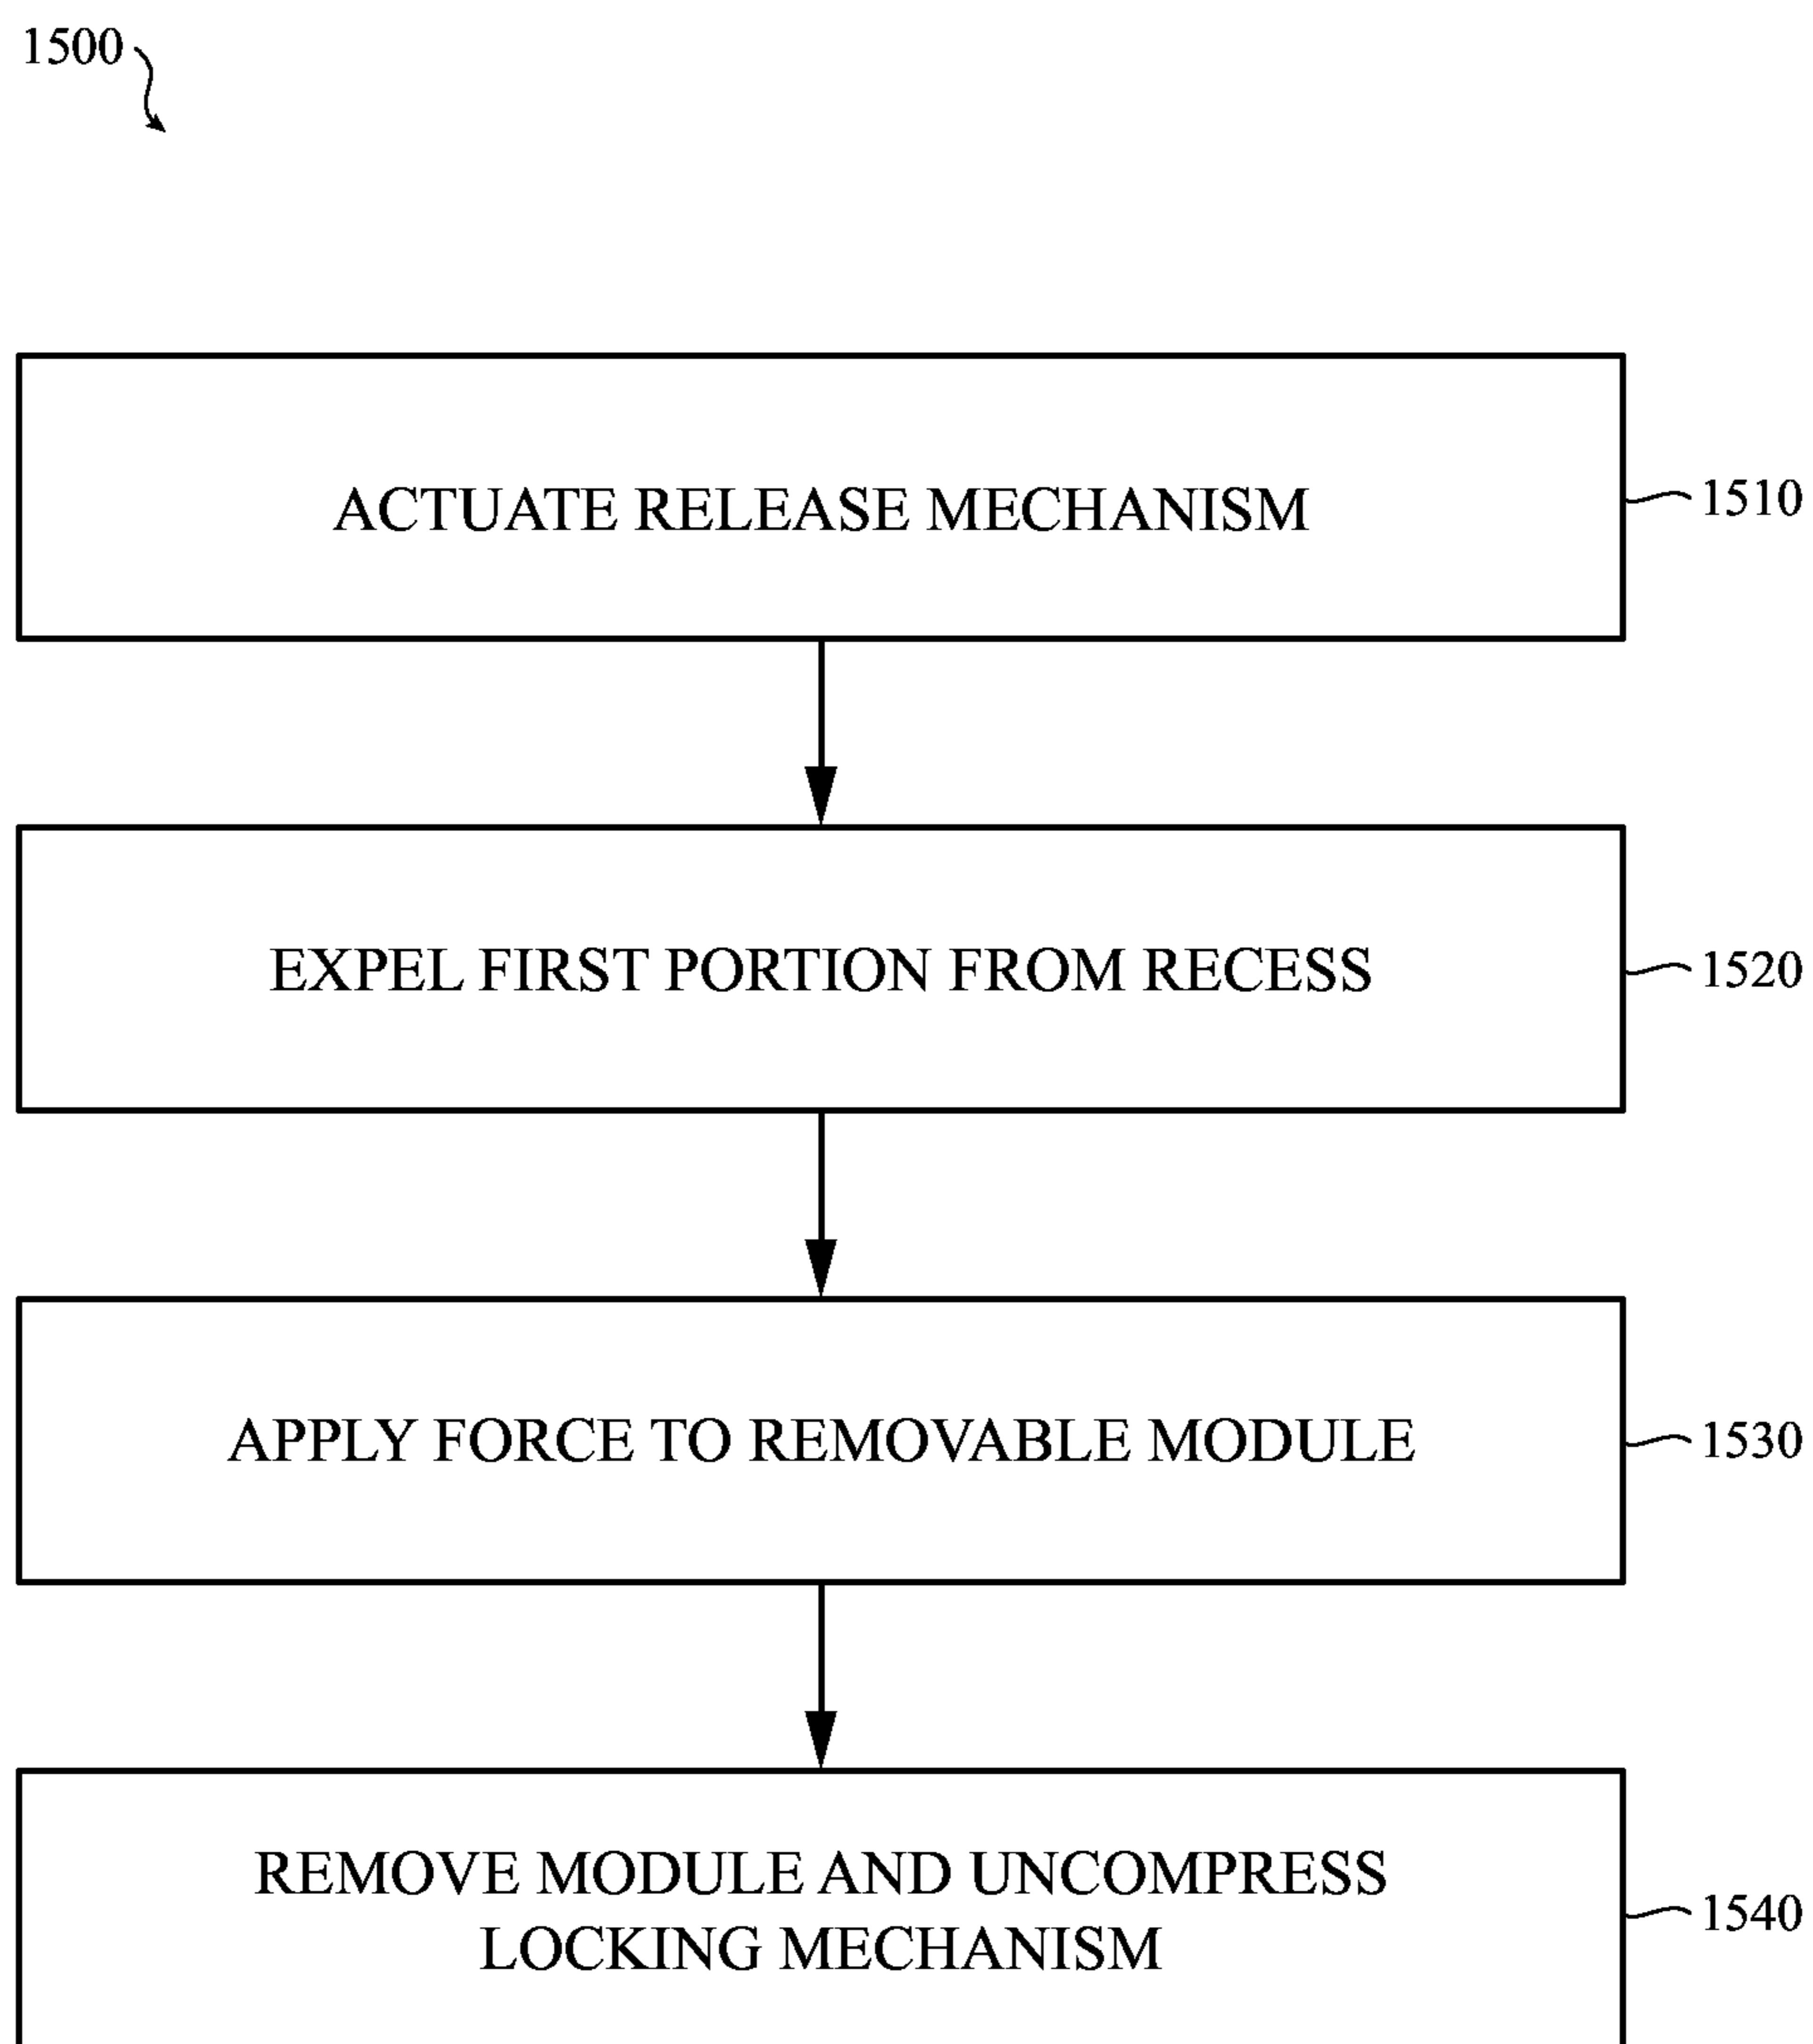 1500
ACTUATE RELEASE MECHANISM
1510
EXPEL FIRST PORTION FROM RECESS
1520
APPLY FORCE TO REMOVABLE MODULE
1530
REMOVE MODULE AND UNCOMPRESS
LOCKING MECHANISM
1540